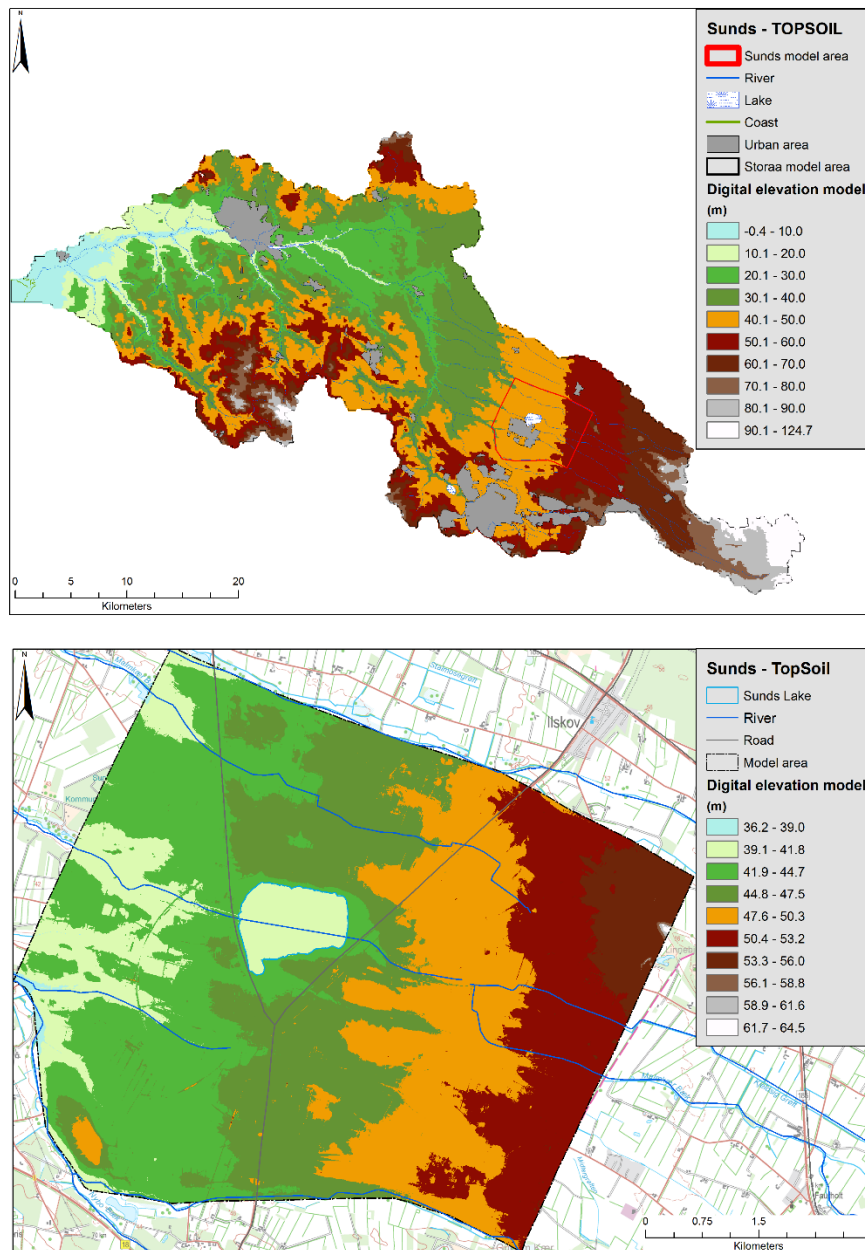 N
Sunds - TOPSOIL
Sunds model area
River
Lake
Coast
Urban area
Storaa model area
Digital elevation model
(m)
-0.4 - 10.0
10.1 - 20.0
20.1 - 30.0
30.1 - 40.0
40.1 - 50.0
50.1 - 60.0
60.1 - 70.0
70.1 - 80.0
80.1 - 90.0
90.1 - 124.7
0 5 10 20
Kilometers
N
Sunds - TopSoil
Sunds Lake
River
Road
Model area
Digital elevation model
(m)
36.2 - 39.0
39.1 - 41.8
41.9 - 44.7
44.8 - 47.5
47.6 - 50.3
50.4 - 53.2
53.3 - 56.0
56.1 - 58.8
58.9 - 61.6
61.7 - 64.5
Ilskov
Kommun
Faurholt
0 0.75 1.5
Kilometers